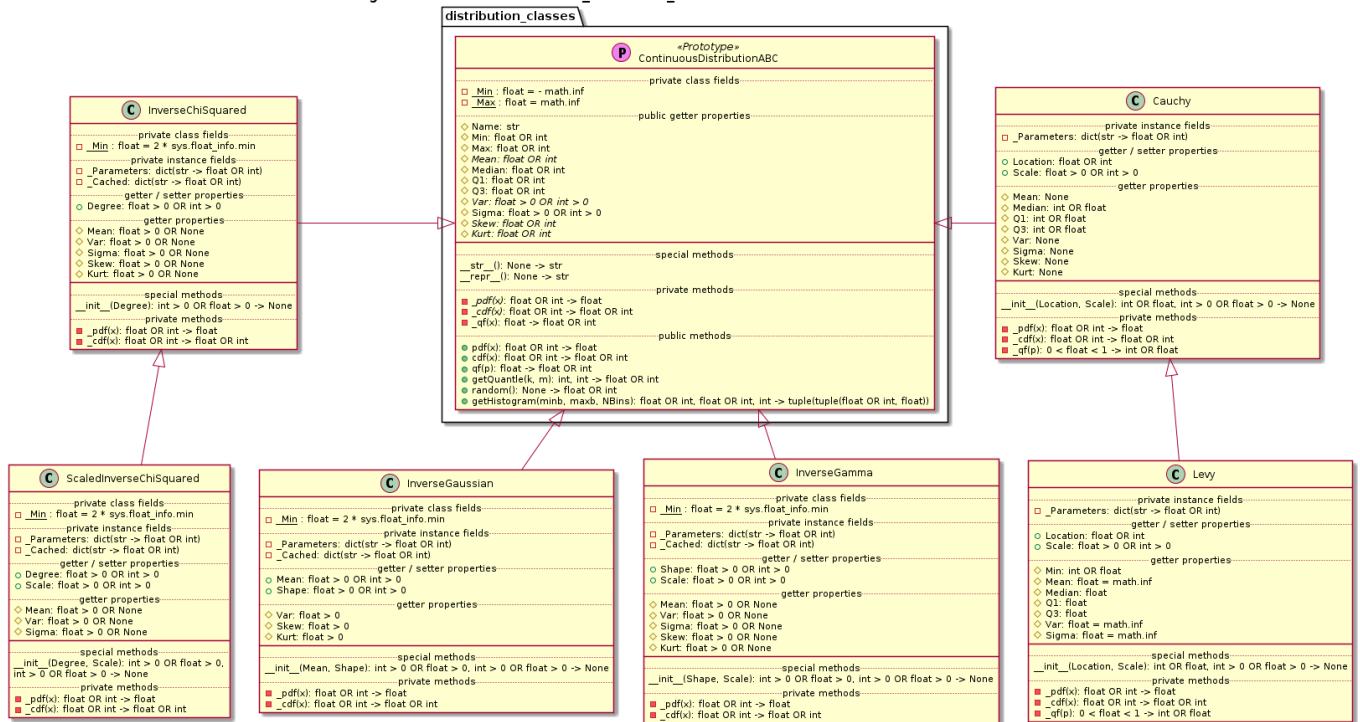 distribution_classes
«Prototype»
P
ContinuousDistributionABC
private class fields
_Min : float = - math.inf
_Max : float = math.inf
public getter properties
Name: str
Min: float OR int
Max: float OR int
Mean: float OR int
Median: float OR int
Q1: float OR int
Q3: float OR int
Var: float > 0 OR int > 0
Sigma: float > 0 OR int > 0
Skew: float OR int
Kurt: float OR int
special methods
__str__(): None -> str
__repr__(): None -> str
private methods
_pdf(x): float OR int -> float
_cdf(x): float OR int -> float OR int
_qf(x): float -> float OR int
public methods
pdf(x): float OR int -> float
cdf(x): float OR int -> float OR int
qf(p): float -> float OR int
getQuantle(k, m): int, int -> float OR int
random(): None -> float OR int
getHistogram(minb, maxb, NBins): float OR int, float OR int, int -> tuple(tuple(float OR int, float))
C InverseChiSquared
private class fields
_Min : float = 2 * sys.float_info.min
private instance fields
_Parameters: dict(str -> float OR int)
_Cached: dict(str -> float OR int)
getter / setter properties
Degree: float > 0 OR int > 0
getter properties
Mean: float > 0 OR None
Var: float > 0 OR None
Sigma: float > 0 OR None
Skew: float > 0 OR None
Kurt: float > 0 OR None
special methods
__init__(Degree): int > 0 OR float > 0 -> None
private methods
_pdf(x): float OR int -> float
_cdf(x): float OR int -> float OR int
C Cauchy
private instance fields
_Parameters: dict(str -> float OR int)
getter / setter properties
Location: float OR int
Scale: float > 0 OR int > 0
getter properties
Mean: None
Median: int OR float
Q1: int OR float
Q3: int OR float
Var: None
Sigma: None
Skew: None
Kurt: None
special methods
__init__(Location, Scale): int OR float, int > 0 OR float > 0 -> None
private methods
_pdf(x): float OR int -> float
_cdf(x): float OR int -> float OR int
_qf(p): 0 < float < 1 -> int OR float
C ScaledInverseChiSquared
private class fields
_Min : float = 2 * sys.float_info.min
private instance fields
_Parameters: dict(str -> float OR int)
_Cached: dict(str -> float OR int)
getter / setter properties
Degree: float > 0 OR int > 0
Scale: float > 0 OR int > 0
getter properties
Mean: float > 0 OR None
Var: float > 0 OR None
Sigma: float > 0 OR None
special methods
__init__(Degree, Scale): int > 0 OR float > 0,
int > 0 OR float > 0 -> None
private methods
_pdf(x): float OR int -> float
_cdf(x): float OR int -> float OR int
C InverseGaussian
private class fields
_Min : float = 2 * sys.float_info.min
private instance fields
_Parameters: dict(str -> float OR int)
_Cached: dict(str -> float OR int)
getter / setter properties
Mean: float > 0 OR int > 0
Shape: float > 0 OR int > 0
getter properties
Var: float > 0
Skew: float > 0
Kurt: float > 0
special methods
__init__(Mean, Shape): int > 0 OR float > 0, int > 0 OR float > 0 -> None
private methods
_pdf(x): float OR int -> float
_cdf(x): float OR int -> float OR int
C InverseGamma
private class fields
_Min : float = 2 * sys.float_info.min
private instance fields
_Parameters: dict(str -> float OR int)
_Cached: dict(str -> float OR int)
getter / setter properties
Shape: float > 0 OR int > 0
Scale: float > 0 OR int > 0
getter properties
Mean: float > 0 OR None
Var: float > 0 OR None
Sigma: float > 0 OR None
Skew: float > 0 OR None
Kurt: float > 0 OR None
special methods
__init__(Shape, Scale): int > 0 OR float > 0, int > 0 OR float > 0 -> None
private methods
_pdf(x): float OR int -> float
_cdf(x): float OR int -> float OR int
C Levy
private instance fields
_Parameters: dict(str -> float OR int)
getter / setter properties
Location: float OR int
Scale: float > 0 OR int > 0
getter properties
Min: int OR float
Mean: float = math.inf
Median: float
Q1: float
Q3: float
Var: float = math.inf
Sigma: float = math.inf
special methods
__init__(Location, Scale): int OR float, int > 0 OR float > 0 -> None
private methods
_pdf(x): float OR int -> float
_cdf(x): float OR int -> float OR int
_qf(p): 0 < float < 1 -> int OR float